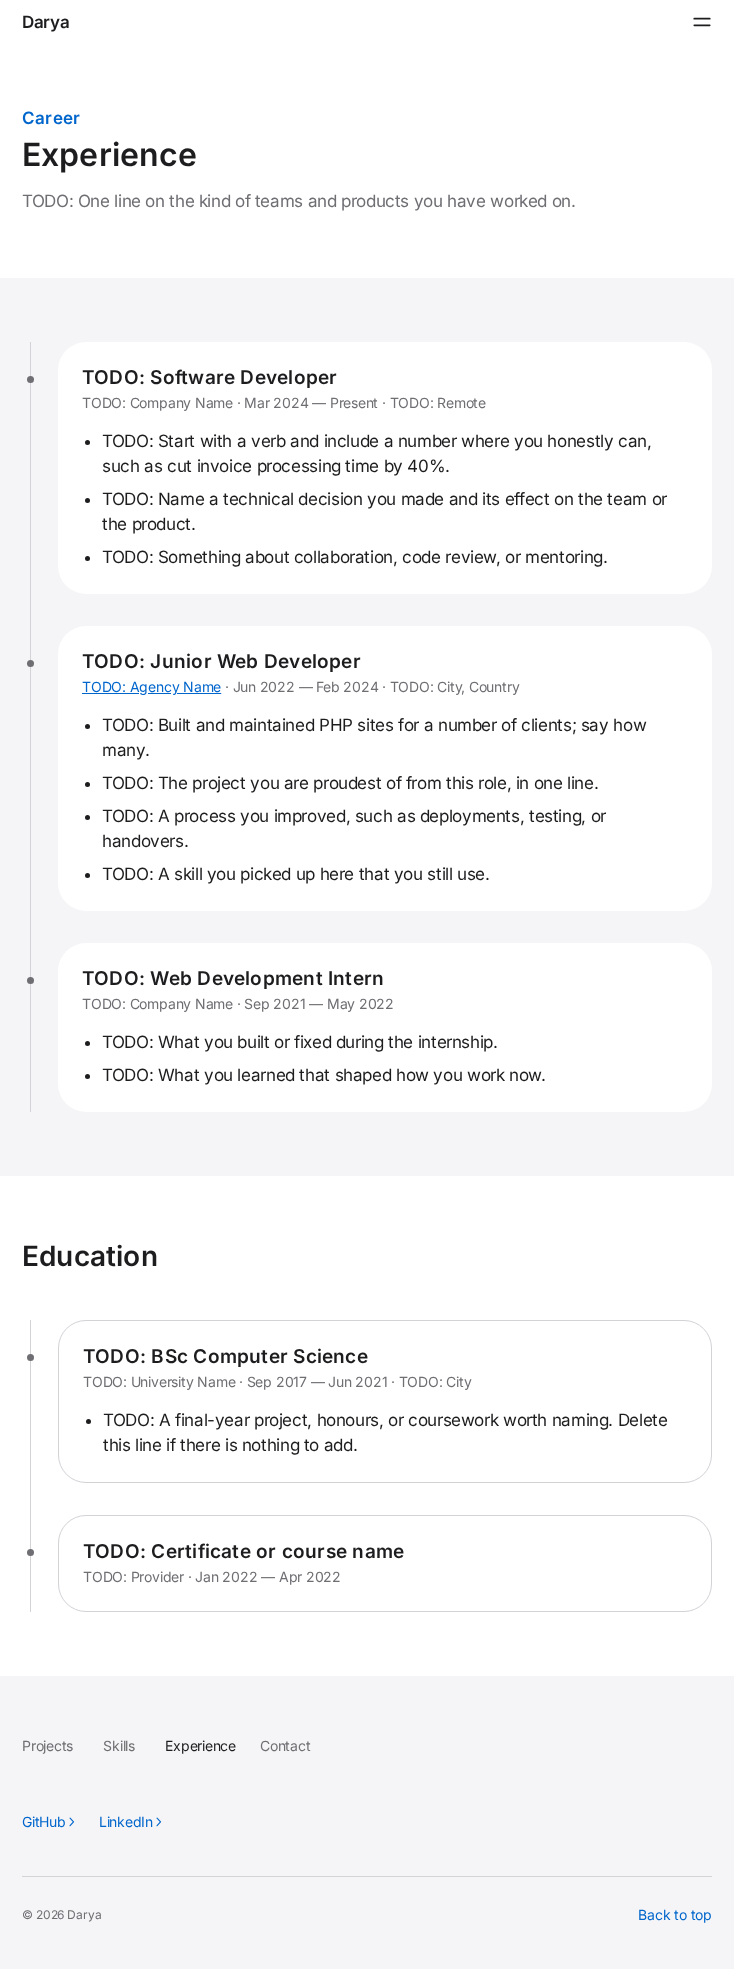 Darya
Career
Experience
TODO: One line on the kind of teams and products you have worked on.
TODO: Software Developer
TODO: Company Name · Mar 2024 — Present · TODO: Remote
• TODO: Start with a verb and include a number where you honestly can,
such as cut invoice processing time by 40%.
• TODO: Name a technical decision you made and its effect on the team or
the product.
• TODO: Something about collaboration, code review, or mentoring.
TODO: Junior Web Developer
TODO: Agency Name · Jun 2022 — Feb 2024 · TODO: City, Country
• TODO: Built and maintained PHP sites for a number of clients; say how
many.
• TODO: The project you are proudest of from this role, in one line.
• TODO: A process you improved, such as deployments, testing, or
handovers.
• TODO: A skill you picked up here that you still use.
TODO: Web Development Intern
TODO: Company Name · Sep 2021 — May 2022
• TODO: What you built or fixed during the internship.
• TODO: What you learned that shaped how you work now.
Education
TODO: BSc Computer Science
TODO: University Name · Sep 2017 — Jun 2021 · TODO: City
• TODO: A final-year project, honours, or coursework worth naming. Delete
this line if there is nothing to add.
TODO: Certificate or course name
TODO: Provider · Jan 2022 — Apr 2022
Projects Skills Experience Contact
GitHub LinkedIn
© 2026 Darya Back to top